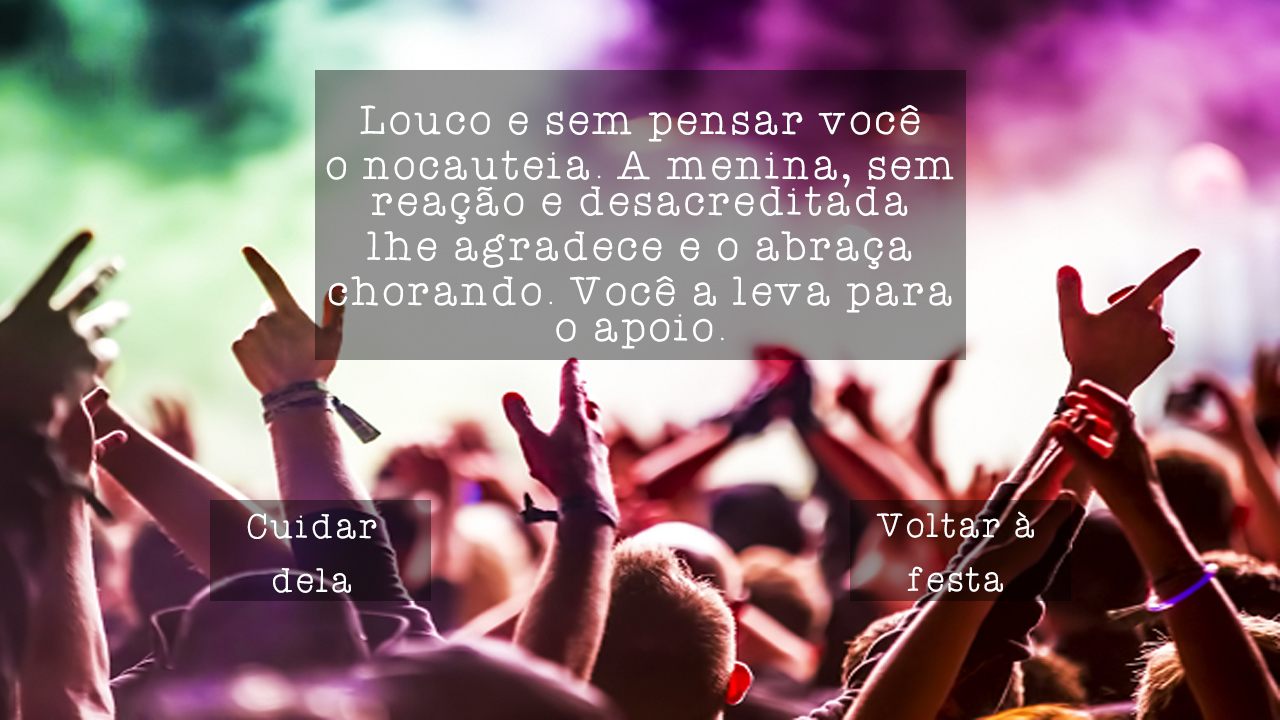 Louco e sem pensar você
o nocauteia. A menina, sem
reação e desacreditada
lhe agradece e o abraça
chorando. Você a leva para
o apoio.
Cuidar
dela
Voltar à
festa